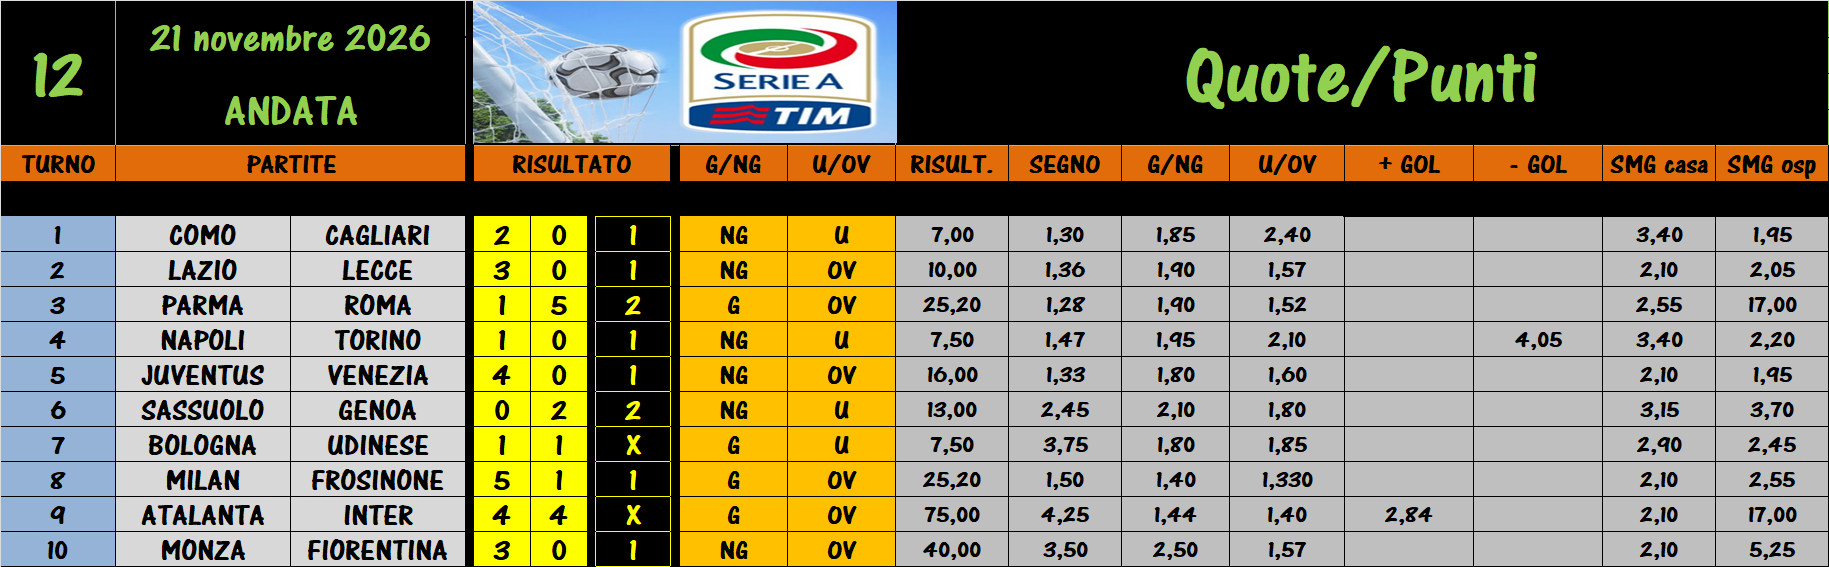 12
21 novembre 2026
ANDATA
SERIE A
TIM
Quote/Punti
TURNO PARTITE RISULTATO G/NG U/OV RISULT. SEGNO G/NG U/OV + GOL - GOL SMG casa SMG osp
1 COMO CAGLIARI 2 0 1 NG U 7,00 1,30 1,85 2,40 3,40 1,95
2 LAZIO LECCE 3 0 1 NG OV 10,00 1,36 1,90 1,57 2,10 2,05
3 PARMA ROMA 1 5 2 G OV 25,20 1,28 1,90 1,52 2,55 17,00
4 NAPOLI TORINO 1 0 1 NG U 7,50 1,47 1,95 2,10 4,05 3,40 2,20
5 JUVENTUS VENEZIA 4 0 1 NG OV 16,00 1,33 1,80 1,60 2,10 1,95
6 SASSUOLO GENOA 0 2 2 NG U 13,00 2,45 2,10 1,80 3,15 3,70
7 BOLOGNA UDINESE 1 1 X G U 7,50 3,75 1,80 1,85 2,90 2,45
8 MILAN FROSINONE 5 1 1 G OV 25,20 1,50 1,40 1,330 2,10 2,55
9 ATALANTA INTER 4 4 X G OV 75,00 4,25 1,44 1,40 2,84 2,10 17,00
10 MONZA FIORENTINA 3 0 1 NG OV 40,00 3,50 2,50 1,57 2,10 5,25